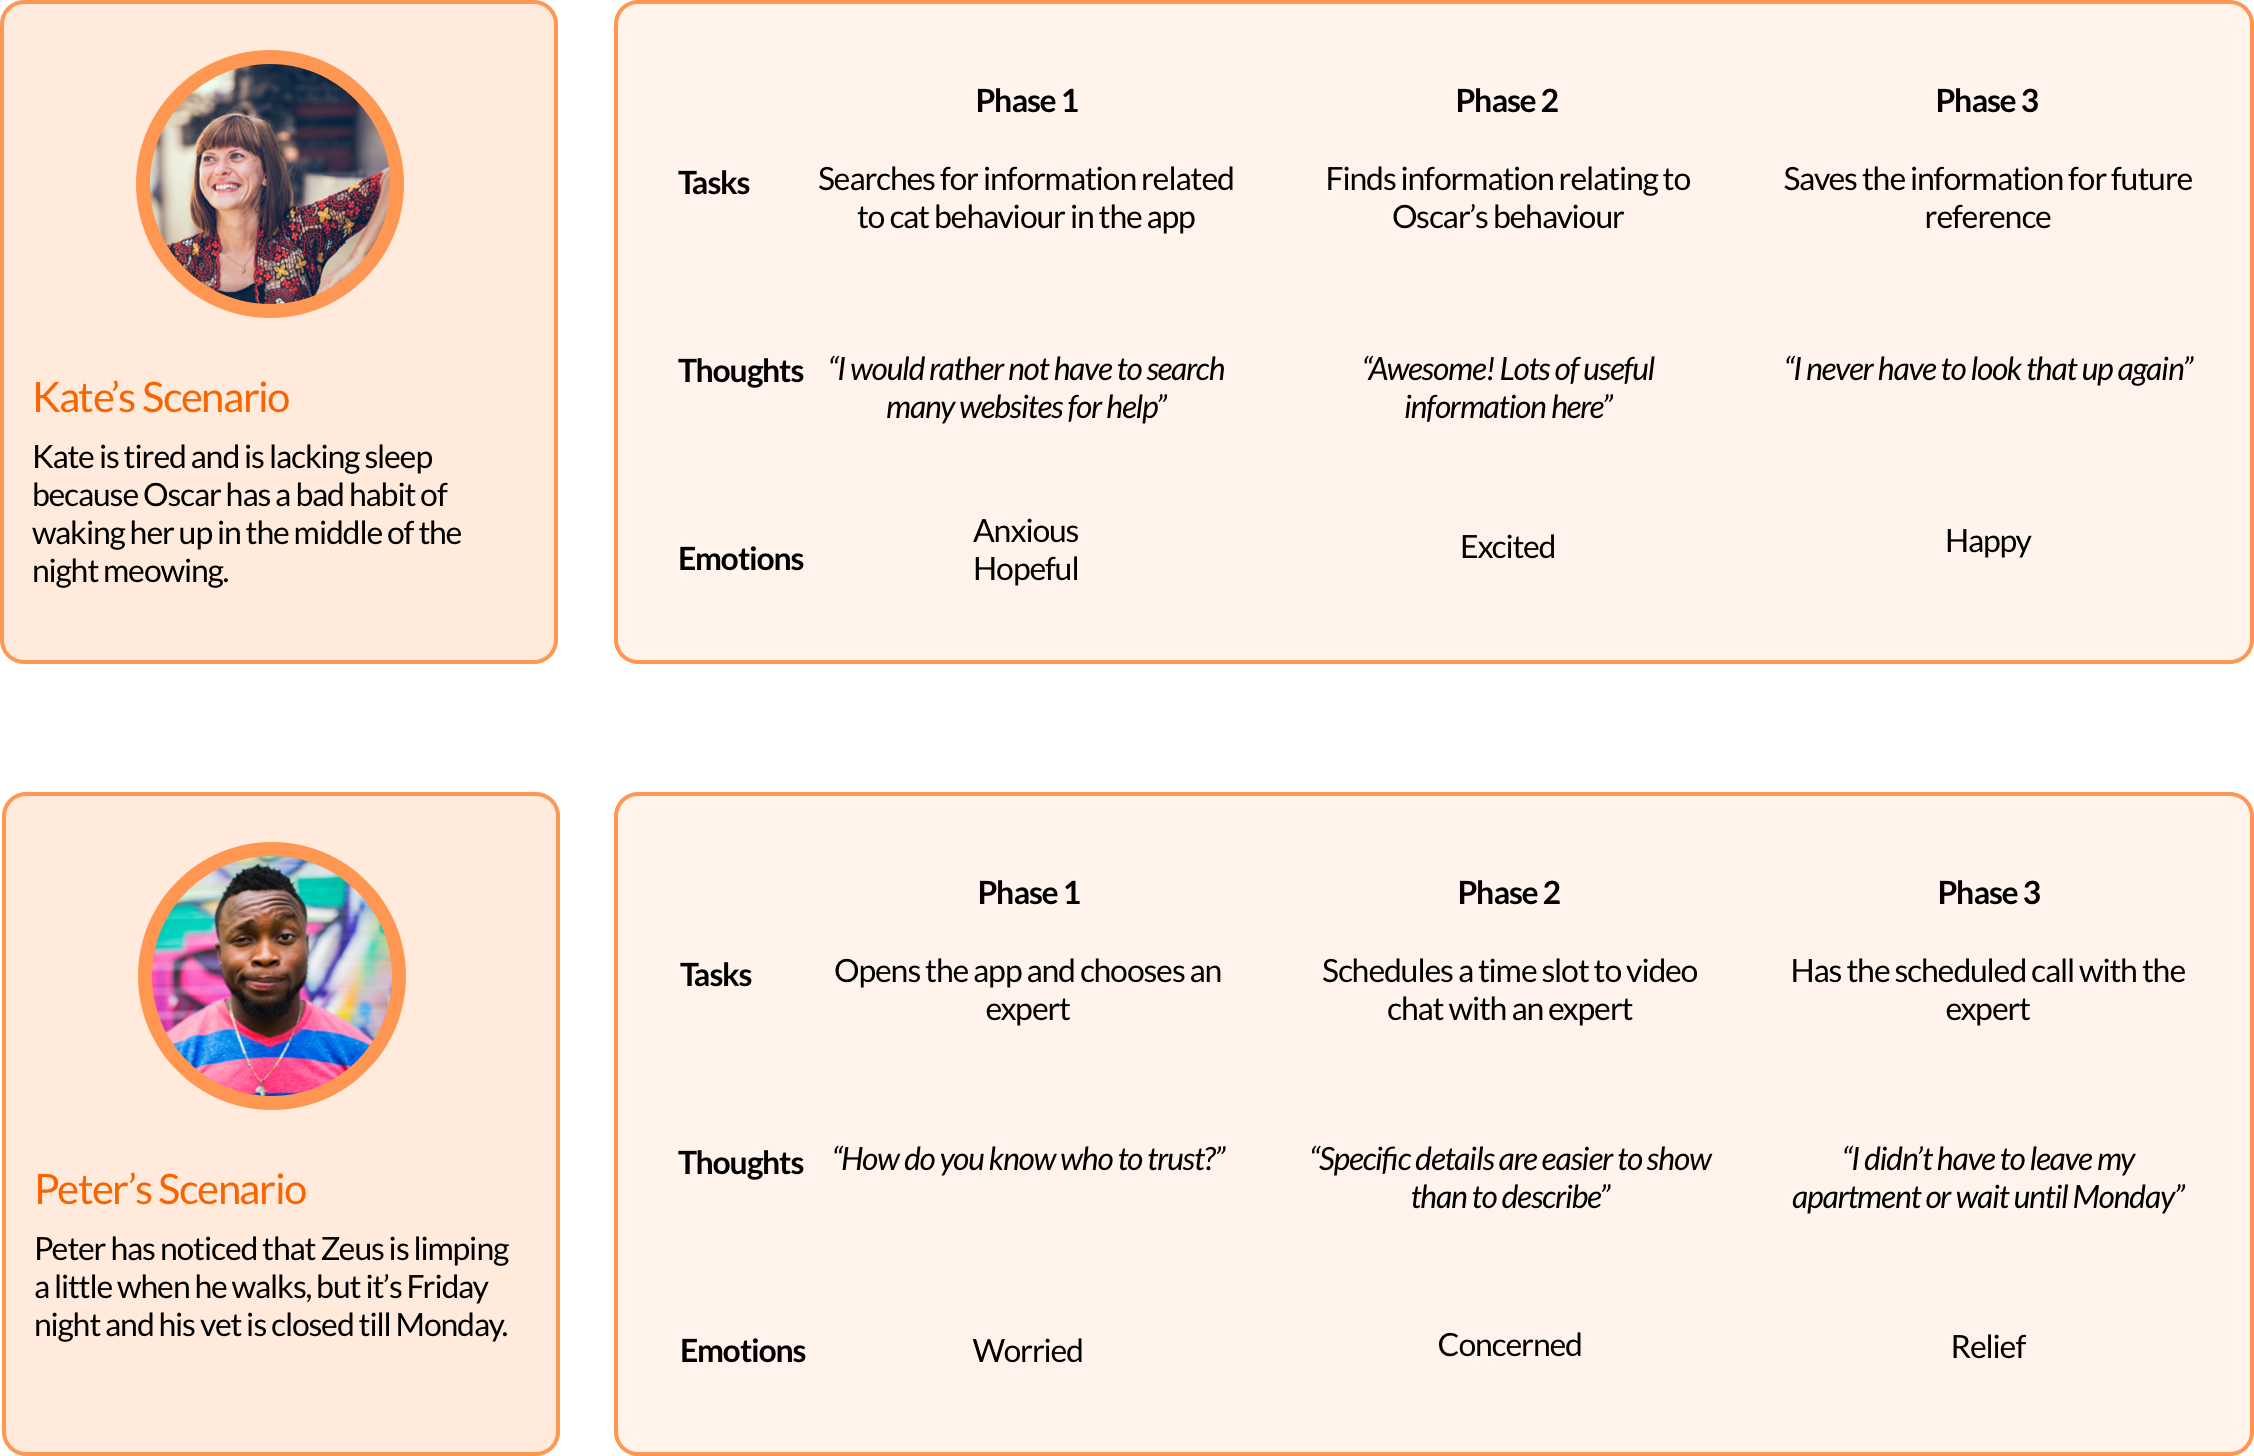 Kate’s Scenario
Kate is tired and is lacking sleep
because Oscar has a bad habit of
waking her up in the middle of the
night meowing.
Phase 1
Phase 2
Phase 3
Tasks
Searches for information related
to cat behaviour in the app
Finds information relating to
Oscar’s behaviour
Saves the information for future
reference
Thoughts
“I would rather not have to search
many websites for help”
“Awesome! Lots of useful
information here”
“I never have to look that up again”
Emotions
Anxious
Hopeful
Excited
Happy
Peter’s Scenario
Peter has noticed that Zeus is limping
a little when he walks, but it’s Friday
night and his vet is closed till Monday.
Phase 1
Phase 2
Phase 3
Tasks
Opens the app and chooses an
expert
Schedules a time slot to video
chat with an expert
Has the scheduled call with the
expert
Thoughts
“How do you know who to trust?”
“Specific details are easier to show
than to describe”
“I didn’t have to leave my
apartment or wait until Monday”
Emotions
Worried
Concerned
Relief